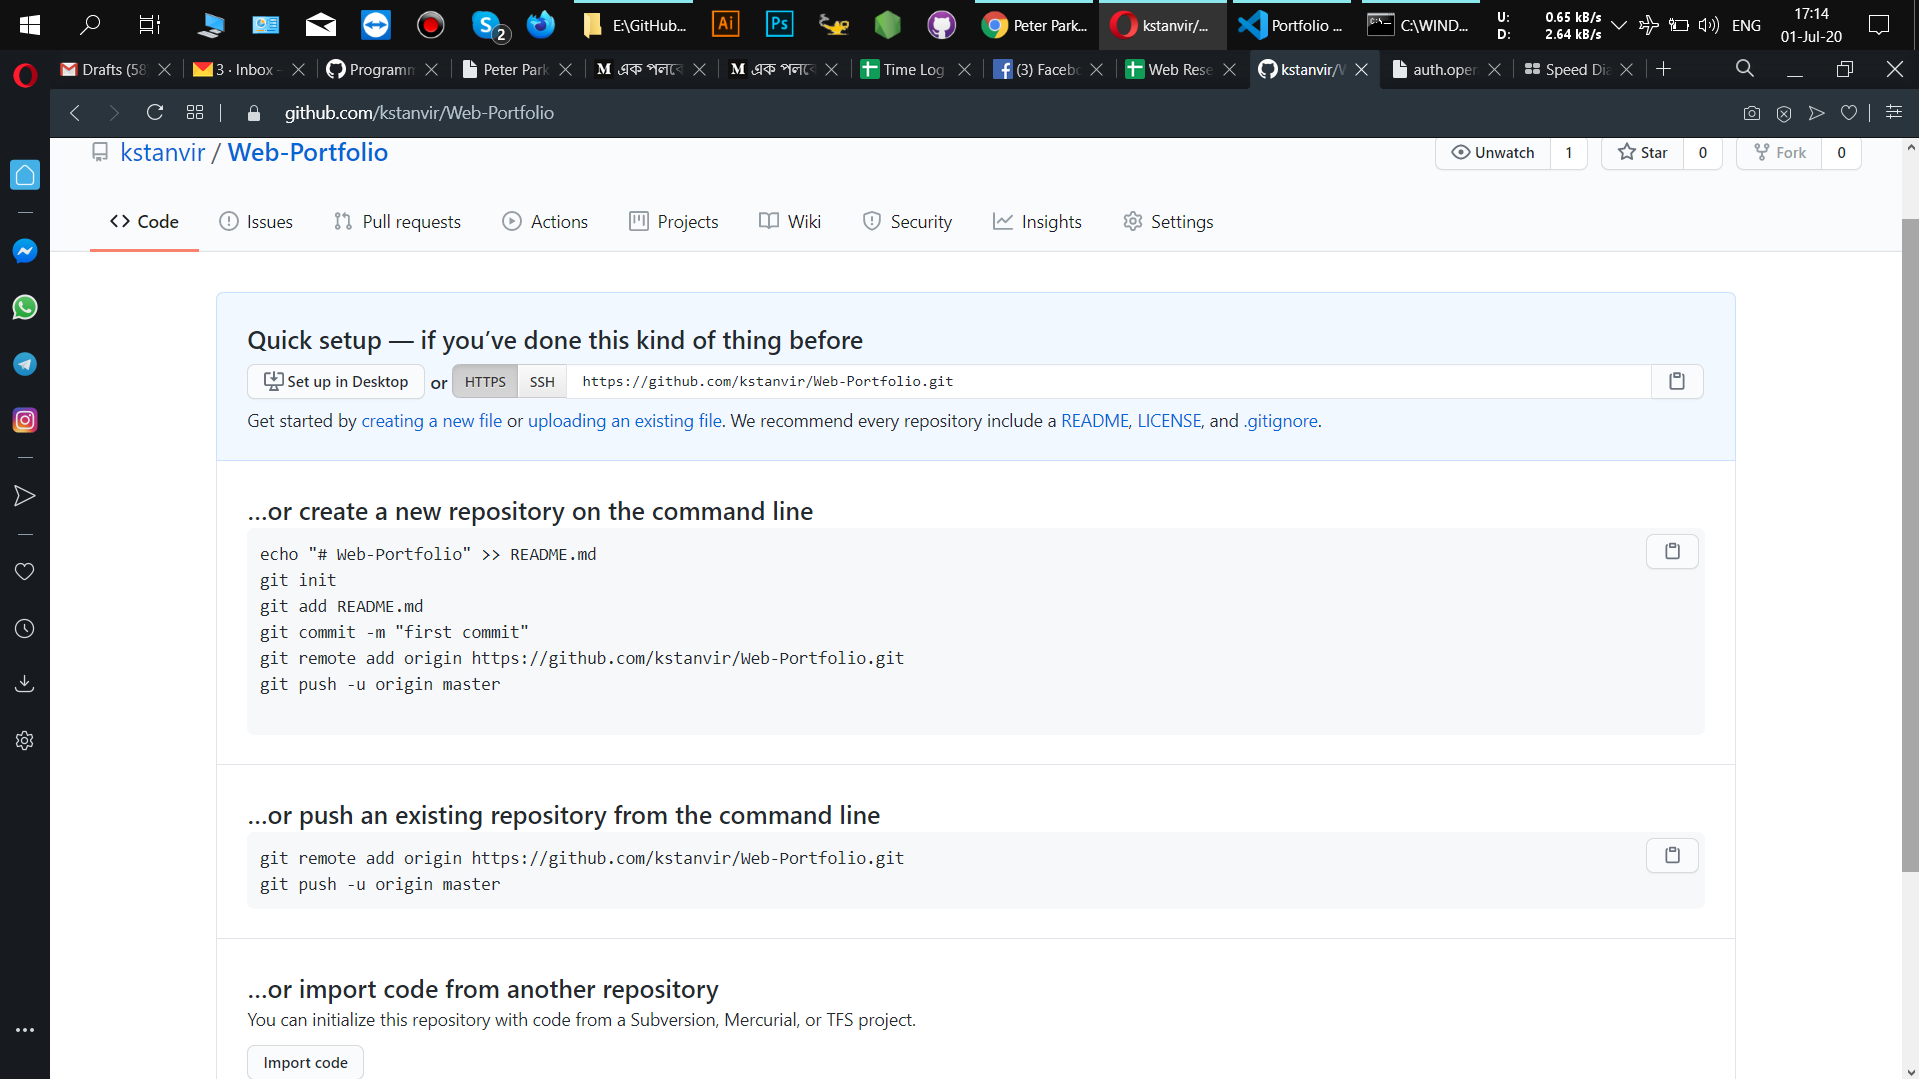 2
E:\GitHub...
Ai
Ps
Peter Park...
kstanvir/...
Portfolio ...
C:\WIND...
U: 0.65 kB/s
D: 2.64 kB/s
ENG
17:14
01-Jul-20
Drafts (58
3 · Inbox -
Programm
Peter Park
Time Log
(3) Facebo
Web Rese
kstanvir/W
auth.oper
Speed Dia
github.com/kstanvir/Web-Portfolio
kstanvir / Web-Portfolio
Unwatch 1
Star 0
Fork 0
Code
Issues
Pull requests
Actions
Projects
Wiki
Security
Insights
Settings
Quick setup — if you’ve done this kind of thing before
Set up in Desktop or HTTPS SSH https://github.com/kstanvir/Web-Portfolio.git
Get started by creating a new file or uploading an existing file. We recommend every repository include a README, LICENSE, and .gitignore.
…or create a new repository on the command line
echo "# Web-Portfolio" >> README.md
git init
git add README.md
git commit -m "first commit"
git remote add origin https://github.com/kstanvir/Web-Portfolio.git
git push -u origin master
…or push an existing repository from the command line
git remote add origin https://github.com/kstanvir/Web-Portfolio.git
git push -u origin master
…or import code from another repository
You can initialize this repository with code from a Subversion, Mercurial, or TFS project.
Import code